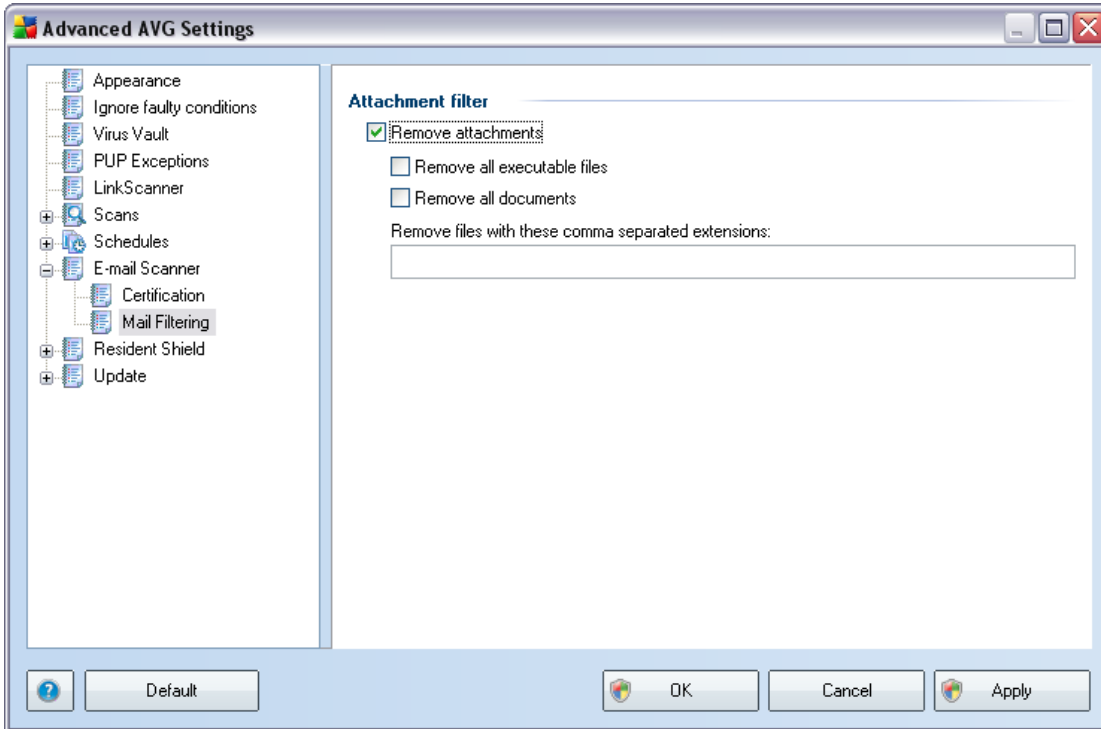 Advanced AVG Settings
Appearance
Ignore faulty conditions
Virus Vault
PUP Exceptions
LinkScanner
Scans
Schedules
E-mail Scanner
Certification
Mail Filtering
Resident Shield
Update
Attachment filter
Remove attachments
Remove all executable files
Remove all documents
Remove files with these comma separated extensions:
Default
OK
Cancel
Apply